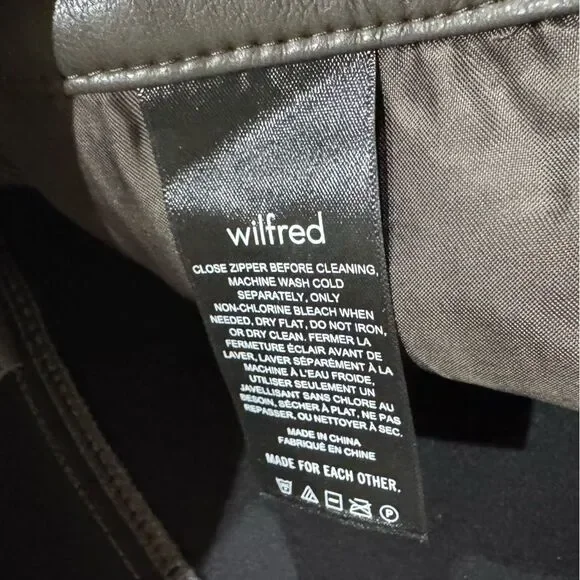 wilfred
CLOSE ZIPPER BEFORE CLEANING,
MACHINE WASH COLD
SEPARATELY, ONLY
NON-CHLORINE BLEACH WHEN
NEEDED, DRY FLAT, DO NOT IRON,
OR DRY CLEAN. FERMER LA
FERMETURE ÉCLAIR AVANT DE
LAVER, LAVER SÉPARÉMENT À LA
MACHINE À L'EAU FROIDE,
UTILISER SEULEMENT UN
JAVELLISANT SANS CHLORE AU
BESOIN, SÉCHER À PLAT, NE PAS
REPASSER, OU NETTOYER À SEC.
MADE IN CHINA
FABRIQUÉ EN CHINE
MADE FOR EACH OTHER.
P